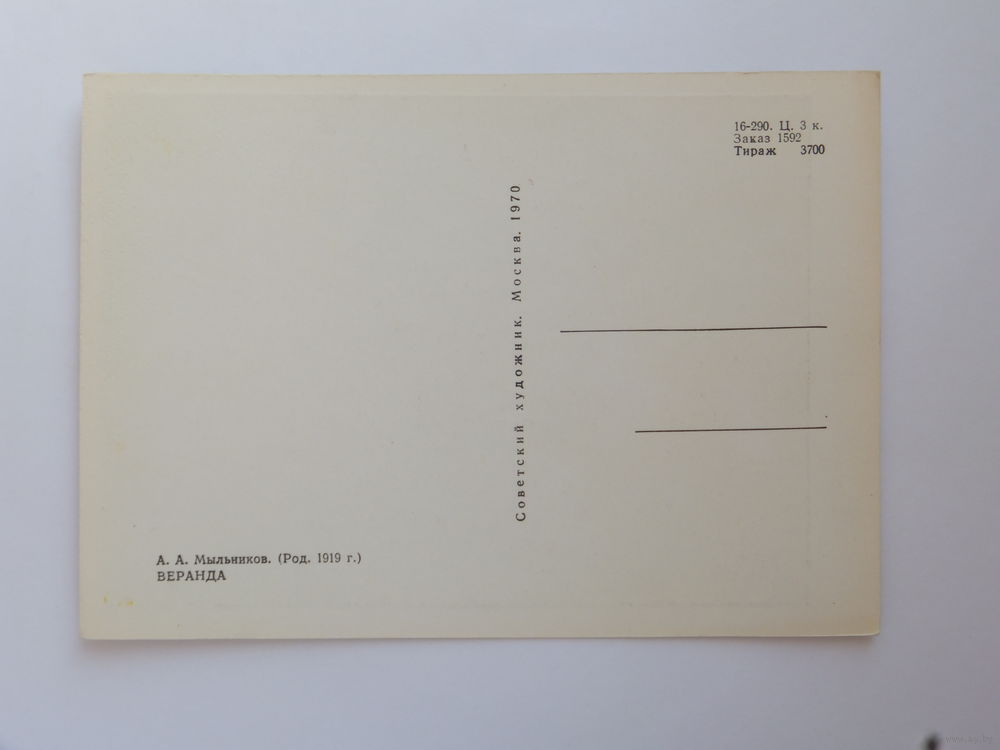 16-290. Ц. 3 к.
Заказ 1592
Тираж 3700
Советский художник. Москва. 1970
А. А. Мыльников. (Род. 1919 г.)
ВЕРАНДА